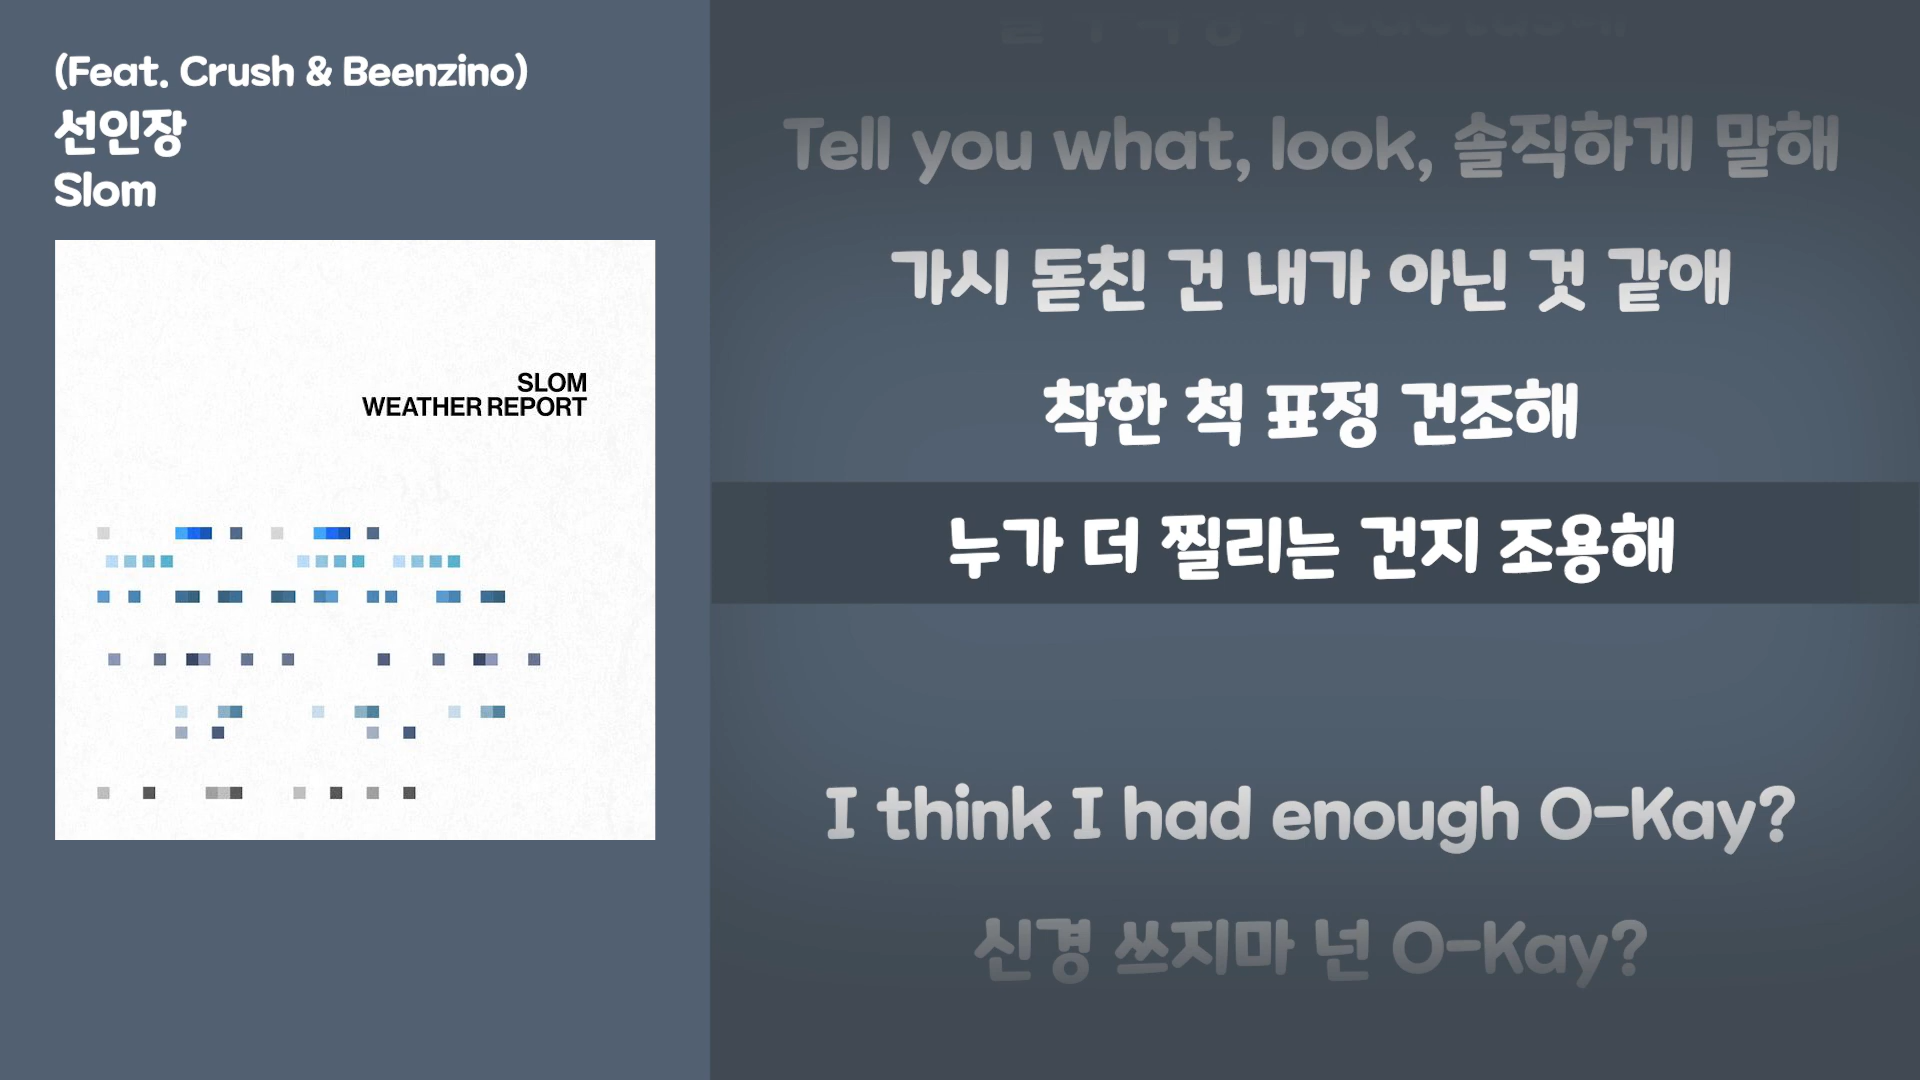 (Feat. Crush & Beenzino)
선인장
Slom
SLOM
WEATHER REPORT
Tell you what, look, 솔직하게 말해
가시 돋친 건 내가 아닌 것 같애
착한 척 표정 건조해
누가 더 찔리는 건지 조용해
I think I had enough O-Kay?
신경 쓰지마 넌 O-Kay?